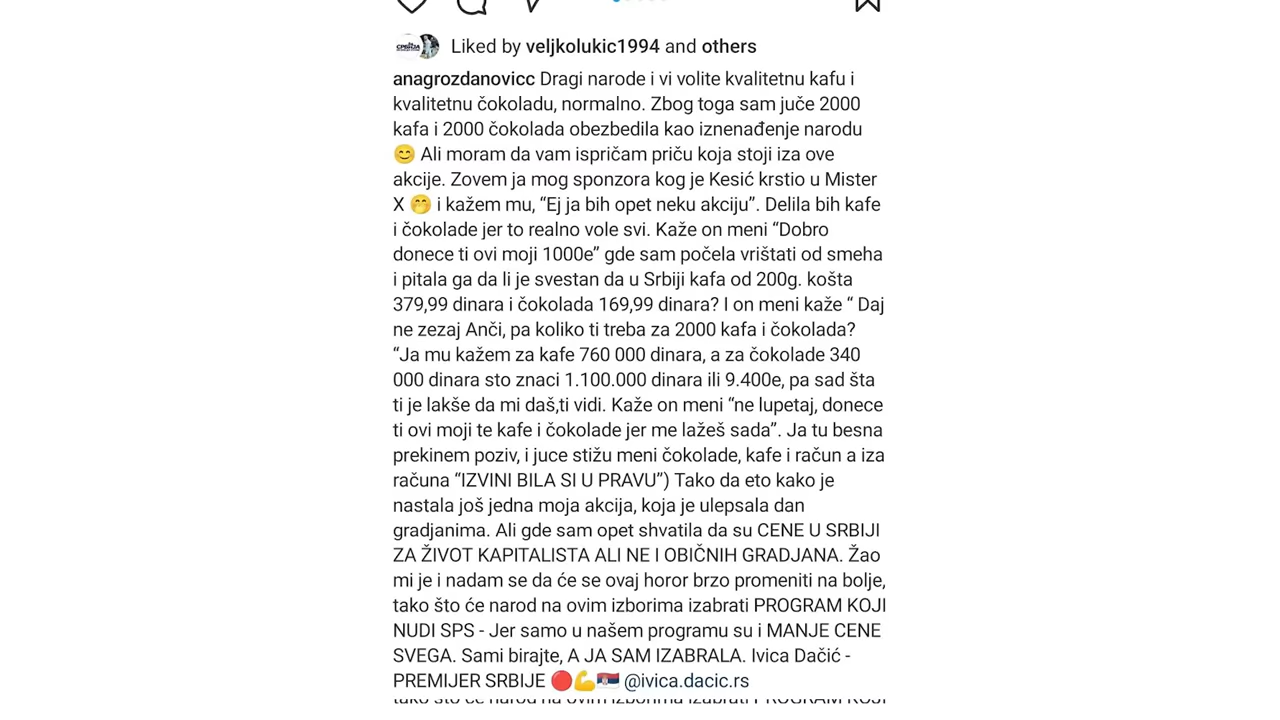 СРБИЈА
Liked by veljkolukic1994 and others
anagrozdanovicc Dragi narode i vi volite kvalitetnu kafu i
kvalitetnu čokoladu, normalno. Zbog toga sam juče 2000
kafa i 2000 čokolada obezbedila kao iznenađenje narodu
😊 Ali moram da vam ispričam priču koja stoji iza ove
akcije. Zovem ja mog sponzora kog je Kesić krstio u Mister
X 🤭 i kažem mu, “Ej ja bih opet neku akciju”. Delila bih kafe
i čokolade jer to realno vole svi. Kaže on meni “Dobro
donece ti ovi moji 1000e” gde sam počela vrištati od smeha
i pitala ga da li je svestan da u Srbiji kafa od 200g. košta
379,99 dinara i čokolada 169,99 dinara? I on meni kaže “ Daj
ne zezaj Anči, pa koliko ti treba za 2000 kafa i čokolada?
“Ja mu kažem za kafe 760 000 dinara, a za čokolade 340
000 dinara sto znaci 1.100.000 dinara ili 9.400e, pa sad šta
ti je lakše da mi daš,ti vidi. Kaže on meni “ne lupetaj, donece
ti ovi moji te kafe i čokolade jer me lažeš sada”. Ja tu besna
prekinem poziv, i juce stižu meni čokolade, kafe i račun a iza
računa “IZVINI BILA SI U PRAVU”) Tako da eto kako je
nastala još jedna moja akcija, koja je ulepsala dan
gradjanima. Ali gde sam opet shvatila da su CENE U SRBIJI
ZA ŽIVOT KAPITALISTA ALI NE I OBIČNIH GRADJANA. Žao
mi je i nadam se da će se ovaj horor brzo promeniti na bolje,
tako što će narod na ovim izborima izabrati PROGRAM KOJI
NUDI SPS - Jer samo u našem programu su i MANJE CENE
SVEGA. Sami birajte, A JA SAM IZABRALA. Ivica Dačić -
PREMIJER SRBIJE 🔴💪🇷🇸 @ivica.dacic.rs
tako što će narod na ovim izborima izabrati PROGRAM KOJI